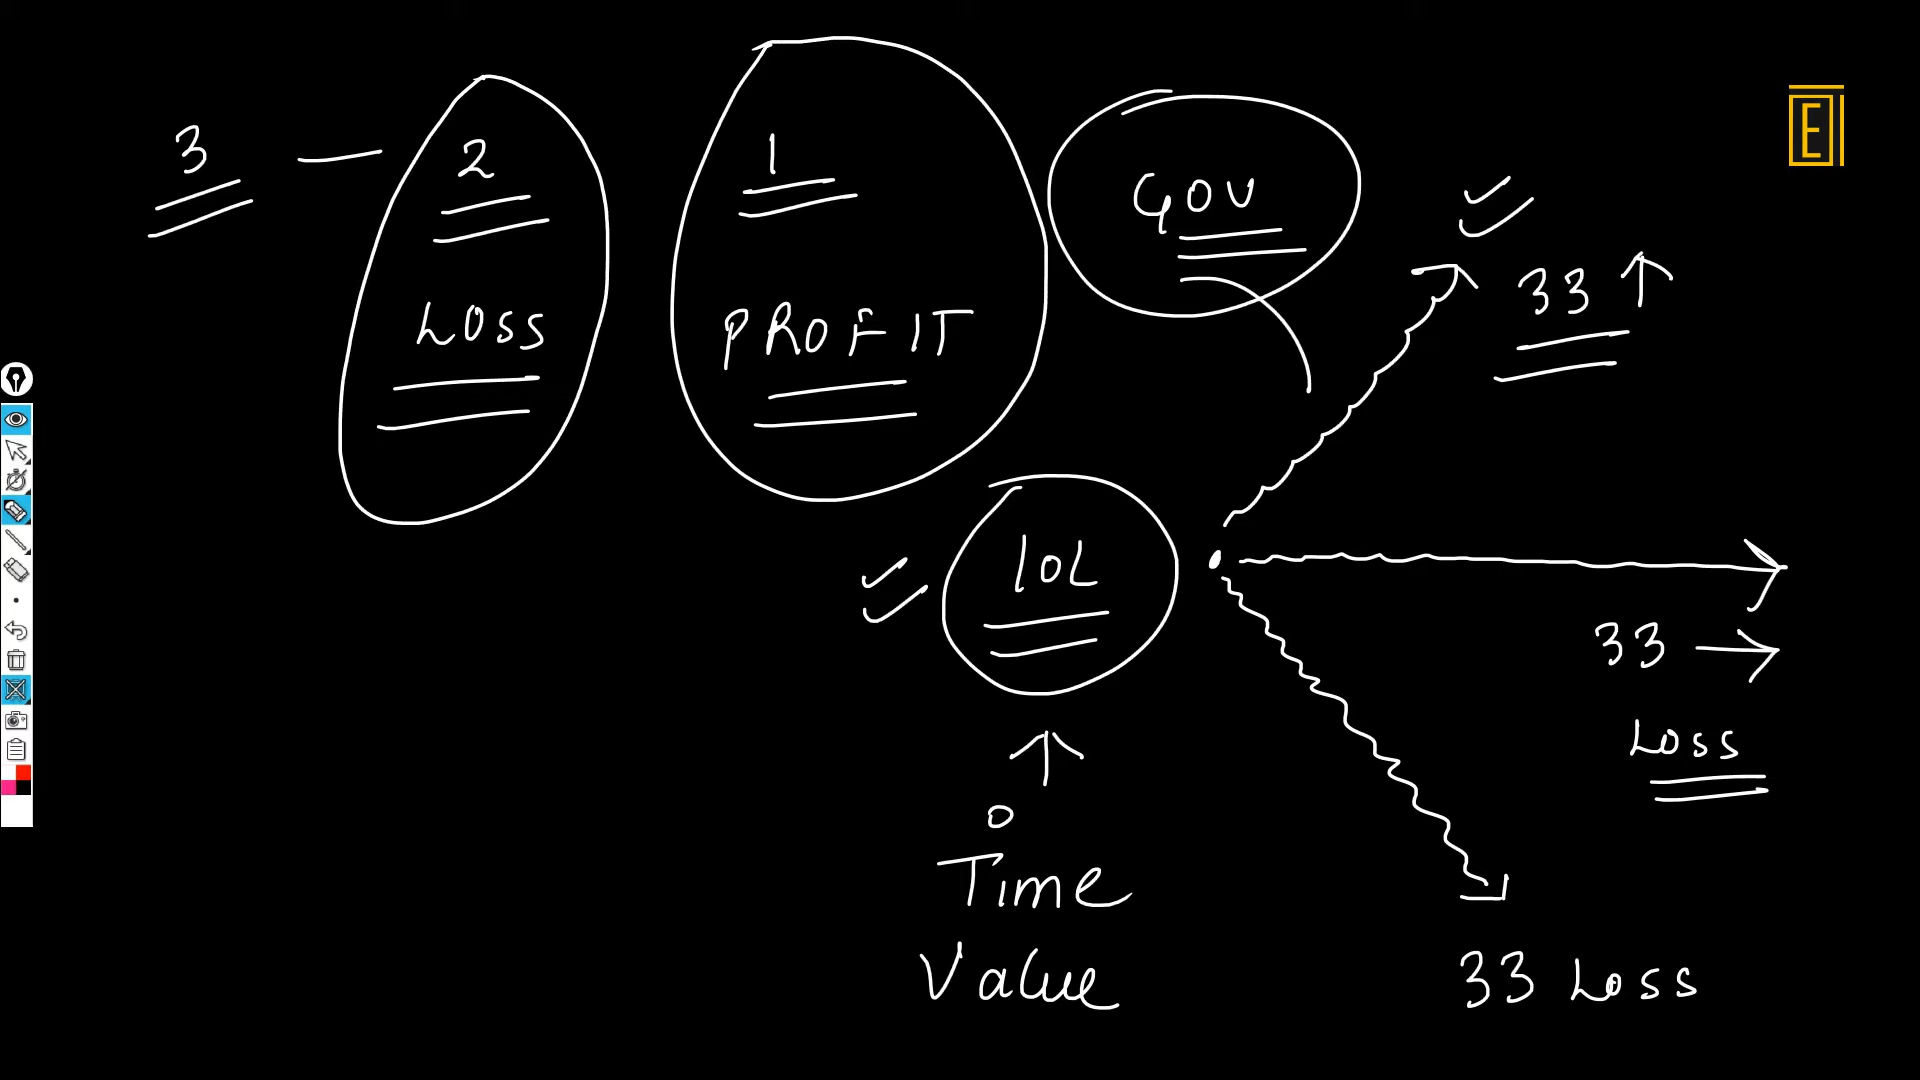 3 — 2 1 GOV
LOSS PROFIT
33 ↑
10L
33 →
LOSS
0
Time
Value
33 Loss
E